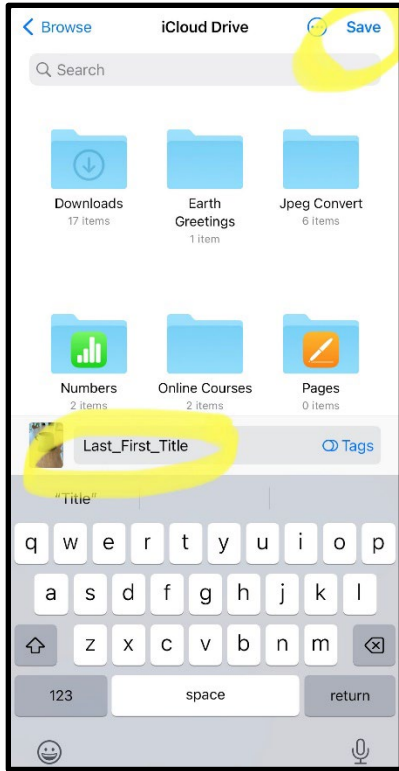 Browse
iCloud Drive
Save
Search
Downloads
17 items
Earth
Greetings
1 item
Jpeg Convert
6 items
Numbers
2 items
Online Courses
2 items
Pages
0 items
Last_First_Title
Tags
"Title"
q w e r t y u i o p
a s d f g h j k l
z x c v b n m
123 space return